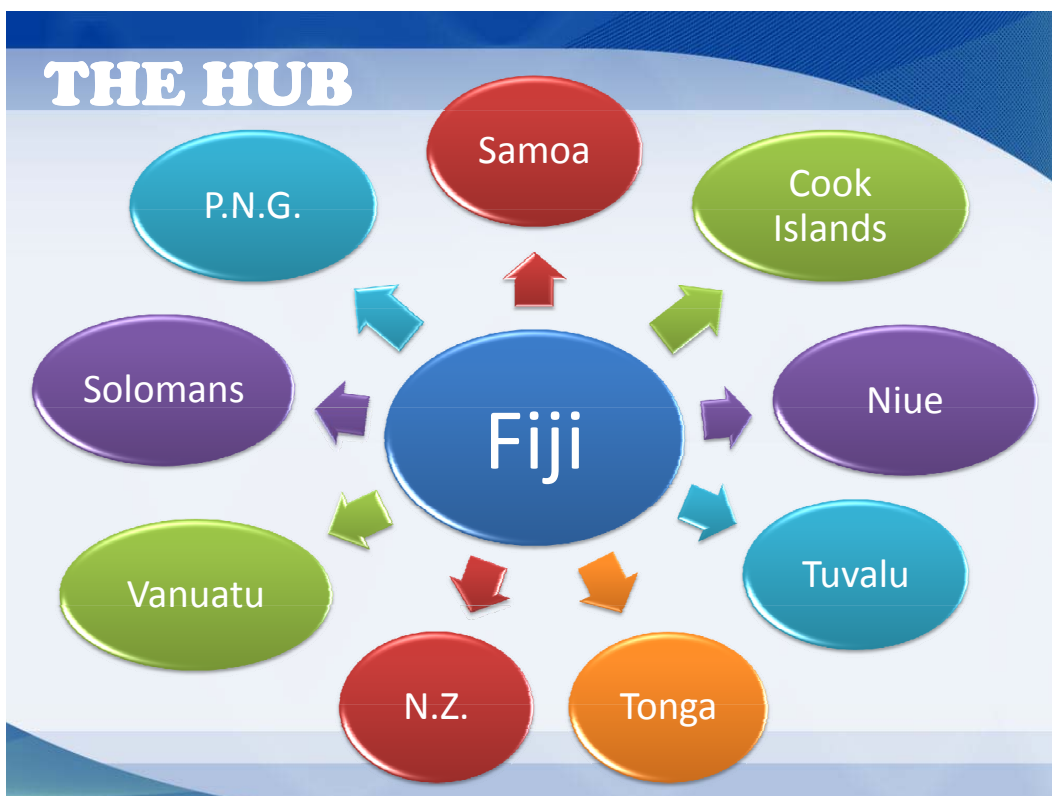 THE HUB
Samoa
P.N.G.
Cook
Islands
Solomans
Fiji
Niue
Vanuatu
Tuvalu
N.Z.
Tonga